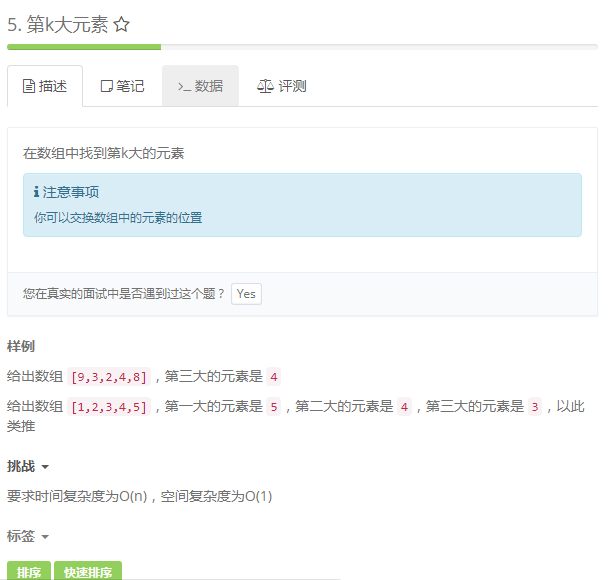 5. 第k大元素
描述 笔记 >_ 数据 评测
在数组中找到第k大的元素
注意事项
你可以交换数组中的元素的位置
您在真实的面试中是否遇到过这个题？ Yes
样例
给出数组 [9,3,2,4,8]，第三大的元素是 4
给出数组 [1,2,3,4,5]，第一大的元素是 5，第二大的元素是 4，第三大的元素是 3，以此
类推
挑战
要求时间复杂度为O(n)，空间复杂度为O(1)
标签
排序 快速排序